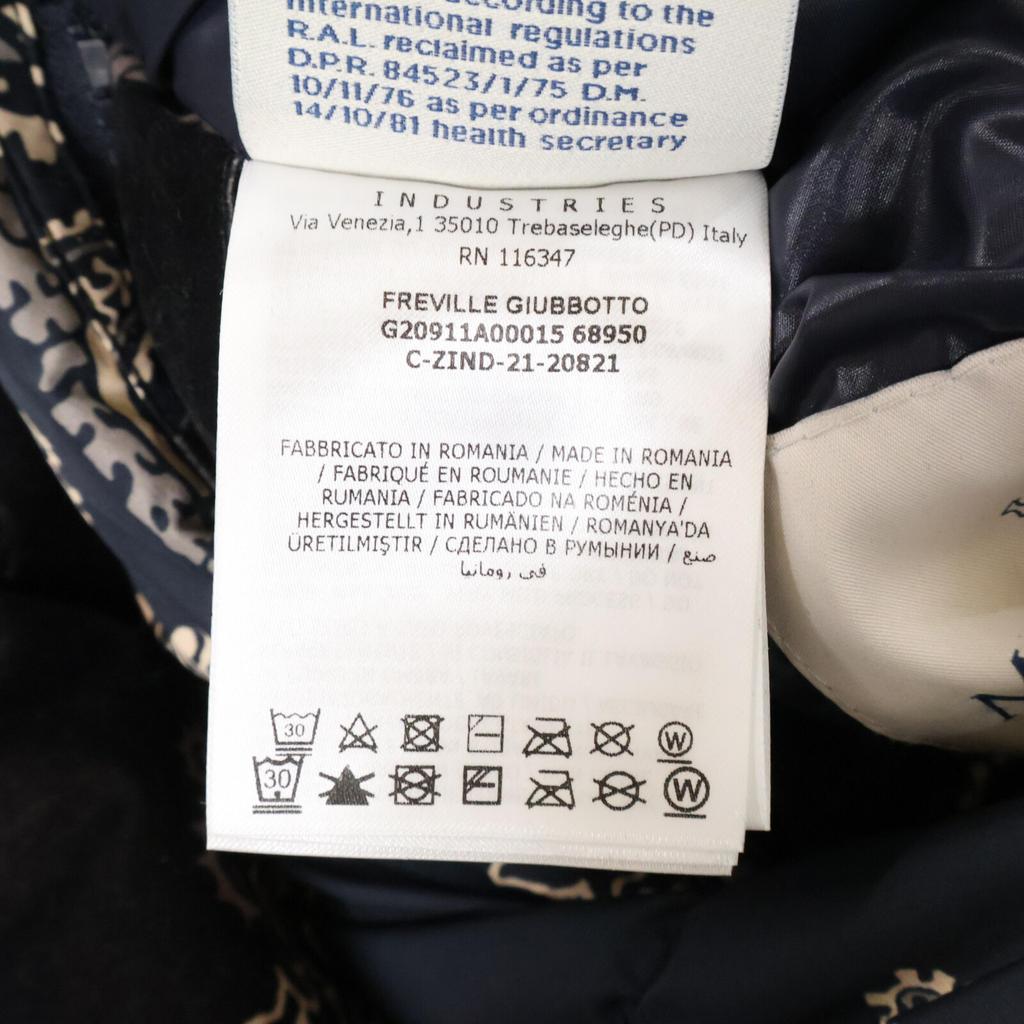 according to the
international regulations
R.A.L. reclaimed as per
D.P.R. 84523/1/75 D.M.
10/11/76 as per ordinance
14/10/81 health secretary
INDUSTRIES
Via Venezia,1 35010 Trebaseleghe(PD) Italy
RN 116347
FREVILLE GIUBBOTTO
G20911A00015 68950
C-ZIND-21-20821
FABBRICATO IN ROMANIA / MADE IN ROMANIA
/ FABRIQUÉ EN ROUMANIE / HECHO EN
RUMANIA / FABRICADO NA ROMÉNIA /
HERGESTELLT IN RUMÄNIEN / ROMANYA'DA
ÜRETILMIŞTIR / СДЕЛАНО В РУМЫНИИ / صنع
في رومانيا
30 W
30 W
M